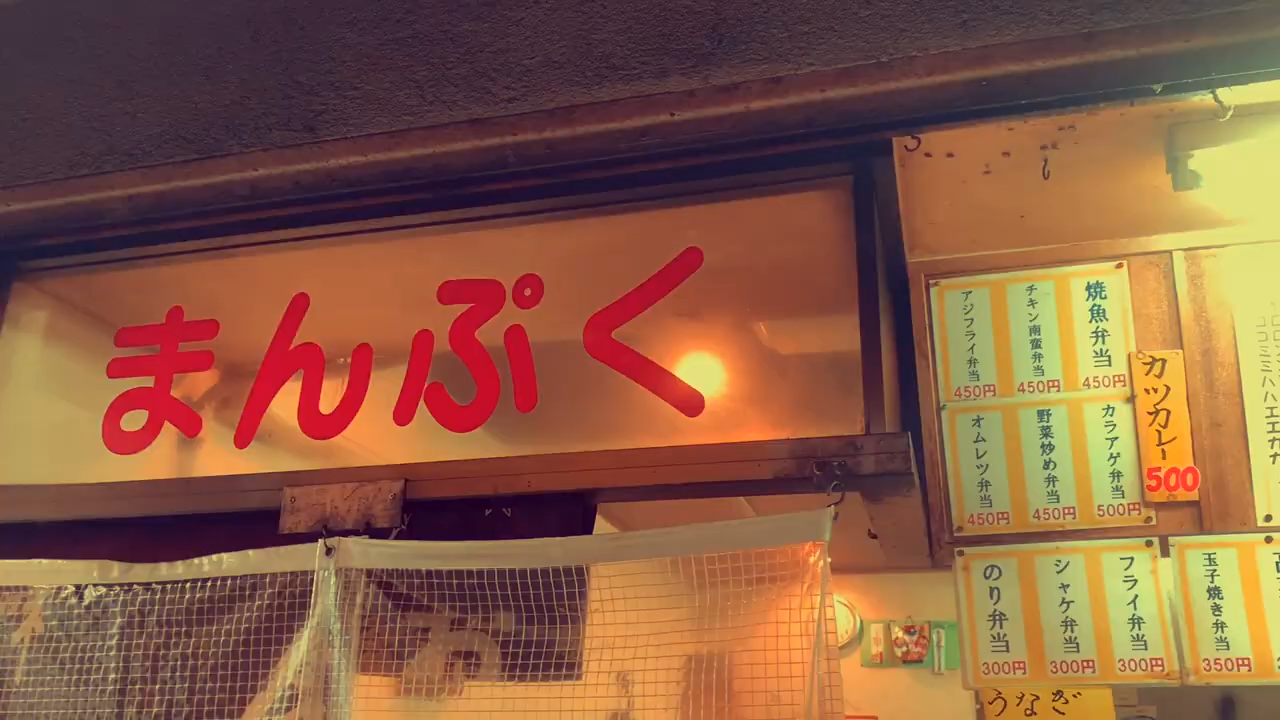 まんぷく
焼魚弁当
450円
チキン南蛮弁当
450円
アジフライ弁当
450円
カラアゲ弁当
500円
野菜炒め弁当
450円
オムレツ弁当
450円
カツカレー
500
フライ弁当
300円
シャケ弁当
300円
のり弁当
300円
玉子焼き弁当
350円
うなぎ